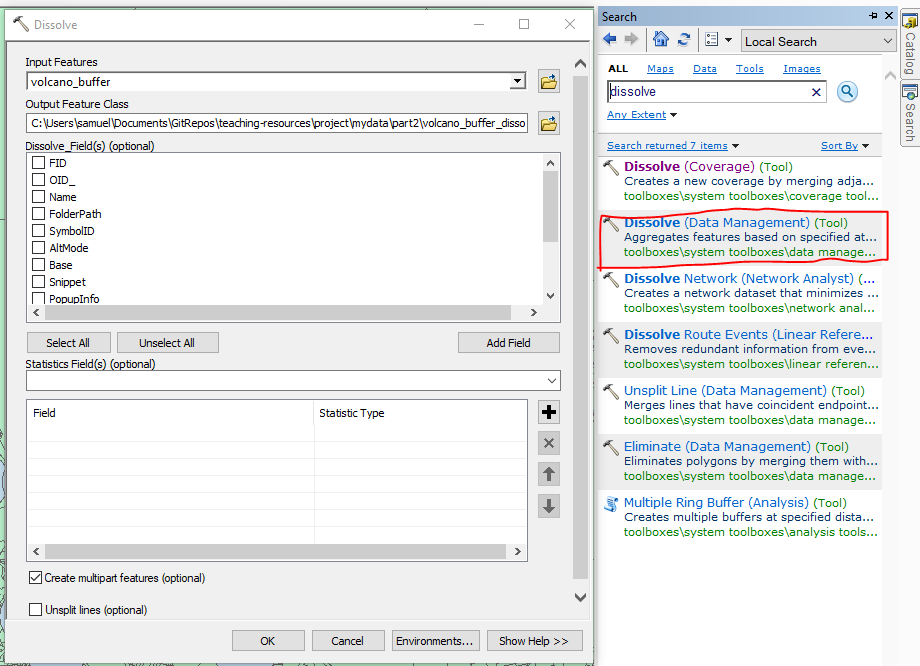 Dissolve
Input Features
volcano_buffer
Output Feature Class
C:\Users\samuel\Documents\GitRepos\teaching-resources\project\mydata\part2\volcano_buffer_disso
Dissolve_Field(s) (optional)
FID
OID_
Name
FolderPath
SymbolID
AltMode
Base
Snippet
PopupInfo
Select All
Unselect All
Add Field
Statistics Field(s) (optional)
Field
Statistic Type
Create multipart features (optional)
Unsplit lines (optional)
OK
Cancel
Environments...
Show Help >>
Search
Local Search
ALL Maps Data Tools Images
dissolve
Any Extent
Search returned 7 items
Sort By
Dissolve (Coverage) (Tool)
Creates a new coverage by merging adja...
toolboxes\system toolboxes\coverage tool...
Dissolve (Data Management) (Tool)
Aggregates features based on specified at...
toolboxes\system toolboxes\data manage...
Dissolve Network (Network Analyst) (...
Creates a network dataset that minimizes ...
toolboxes\system toolboxes\network anal...
Dissolve Route Events (Linear Refere...
Removes redundant information from eve...
toolboxes\system toolboxes\linear referen...
Unsplit Line (Data Management) (Tool)
Merges lines that have coincident endpoint...
toolboxes\system toolboxes\data manage...
Eliminate (Data Management) (Tool)
Eliminates polygons by merging them with...
toolboxes\system toolboxes\data manage...
Multiple Ring Buffer (Analysis) (Tool)
Creates multiple buffers at specified dista...
toolboxes\system toolboxes\analysis tools...
Catalog
Search